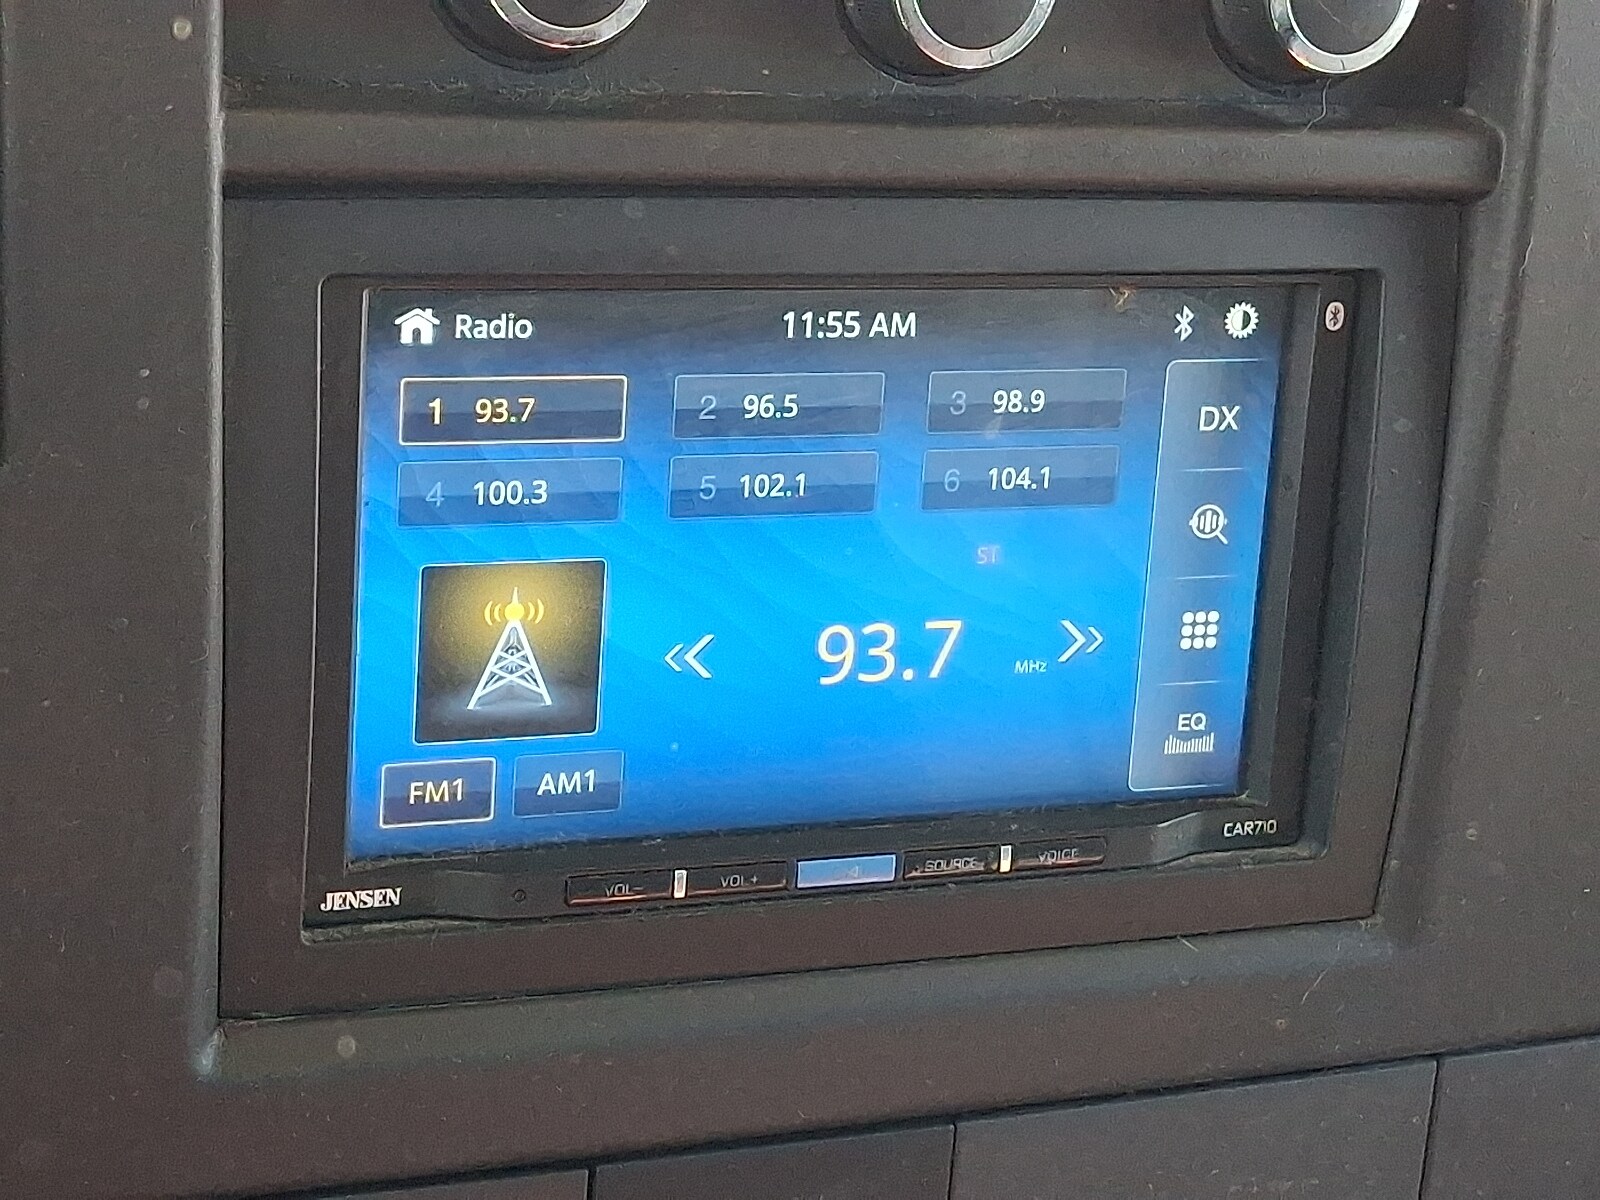 Radio 11:55 AM
1 93.7 2 96.5 3 98.9
4 100.3 5 102.1 6 104.1
DX
ST
93.7 MHz
EQ
FM1 AM1
CAR710
VOL- VOL+ SOURCE VOICE
JENSEN